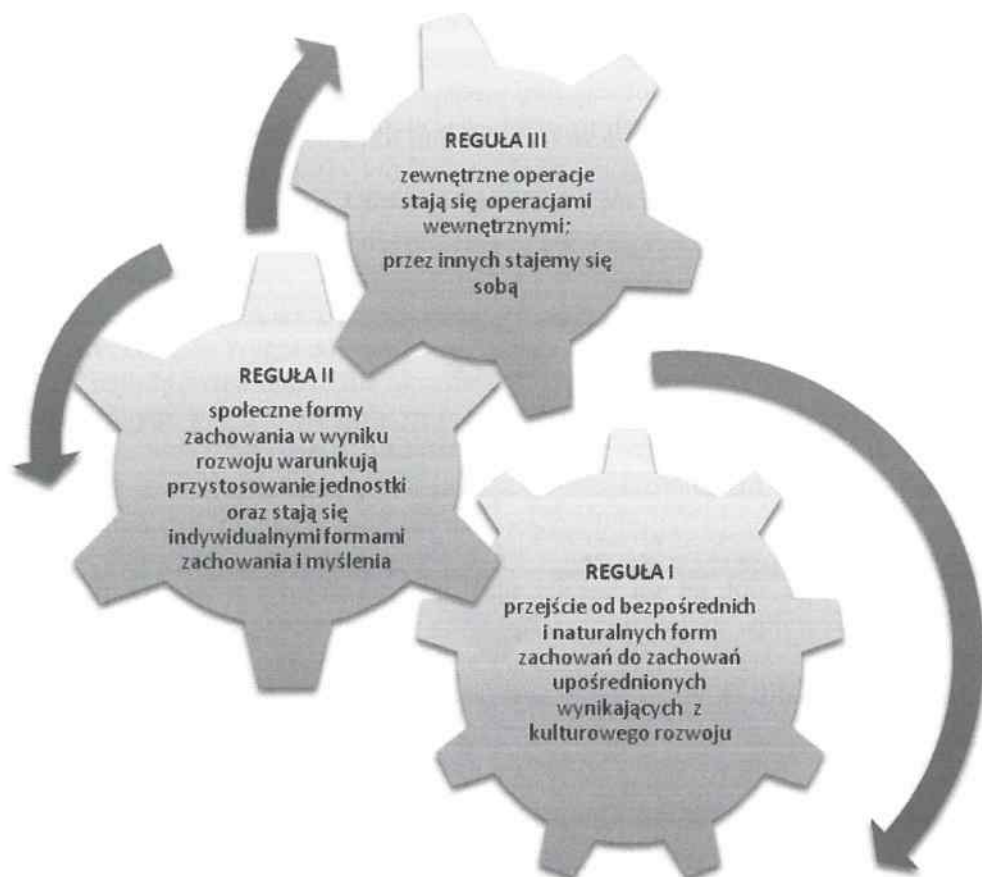 REGUŁA III
zewnętrzne operacje
stają się operacjami
wewnętrznymi;
przez innych stajemy się
sobą
REGUŁA II
społeczne formy
zachowania w wyniku
rozwoju warunkują
przystosowanie jednostki
oraz stają się
indywidualnymi formami
zachowania i myślenia
REGUŁA I
przejście od bezpośrednich
i naturalnych form
zachowań do zachowań
upośrednionych
wynikających z
kulturowego rozwoju